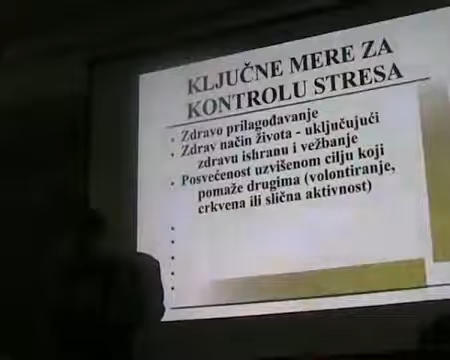 KLJUČNE MERE ZA
KONTROLU STRESA
• Zdravo prilagođavanje
• Zdrav način života - uključujući
zdravu ishranu i vežbanje
• Posvećenost uzvišenom cilju koji
pomaže drugima (volontiranje,
crkvena ili slična aktivnost)